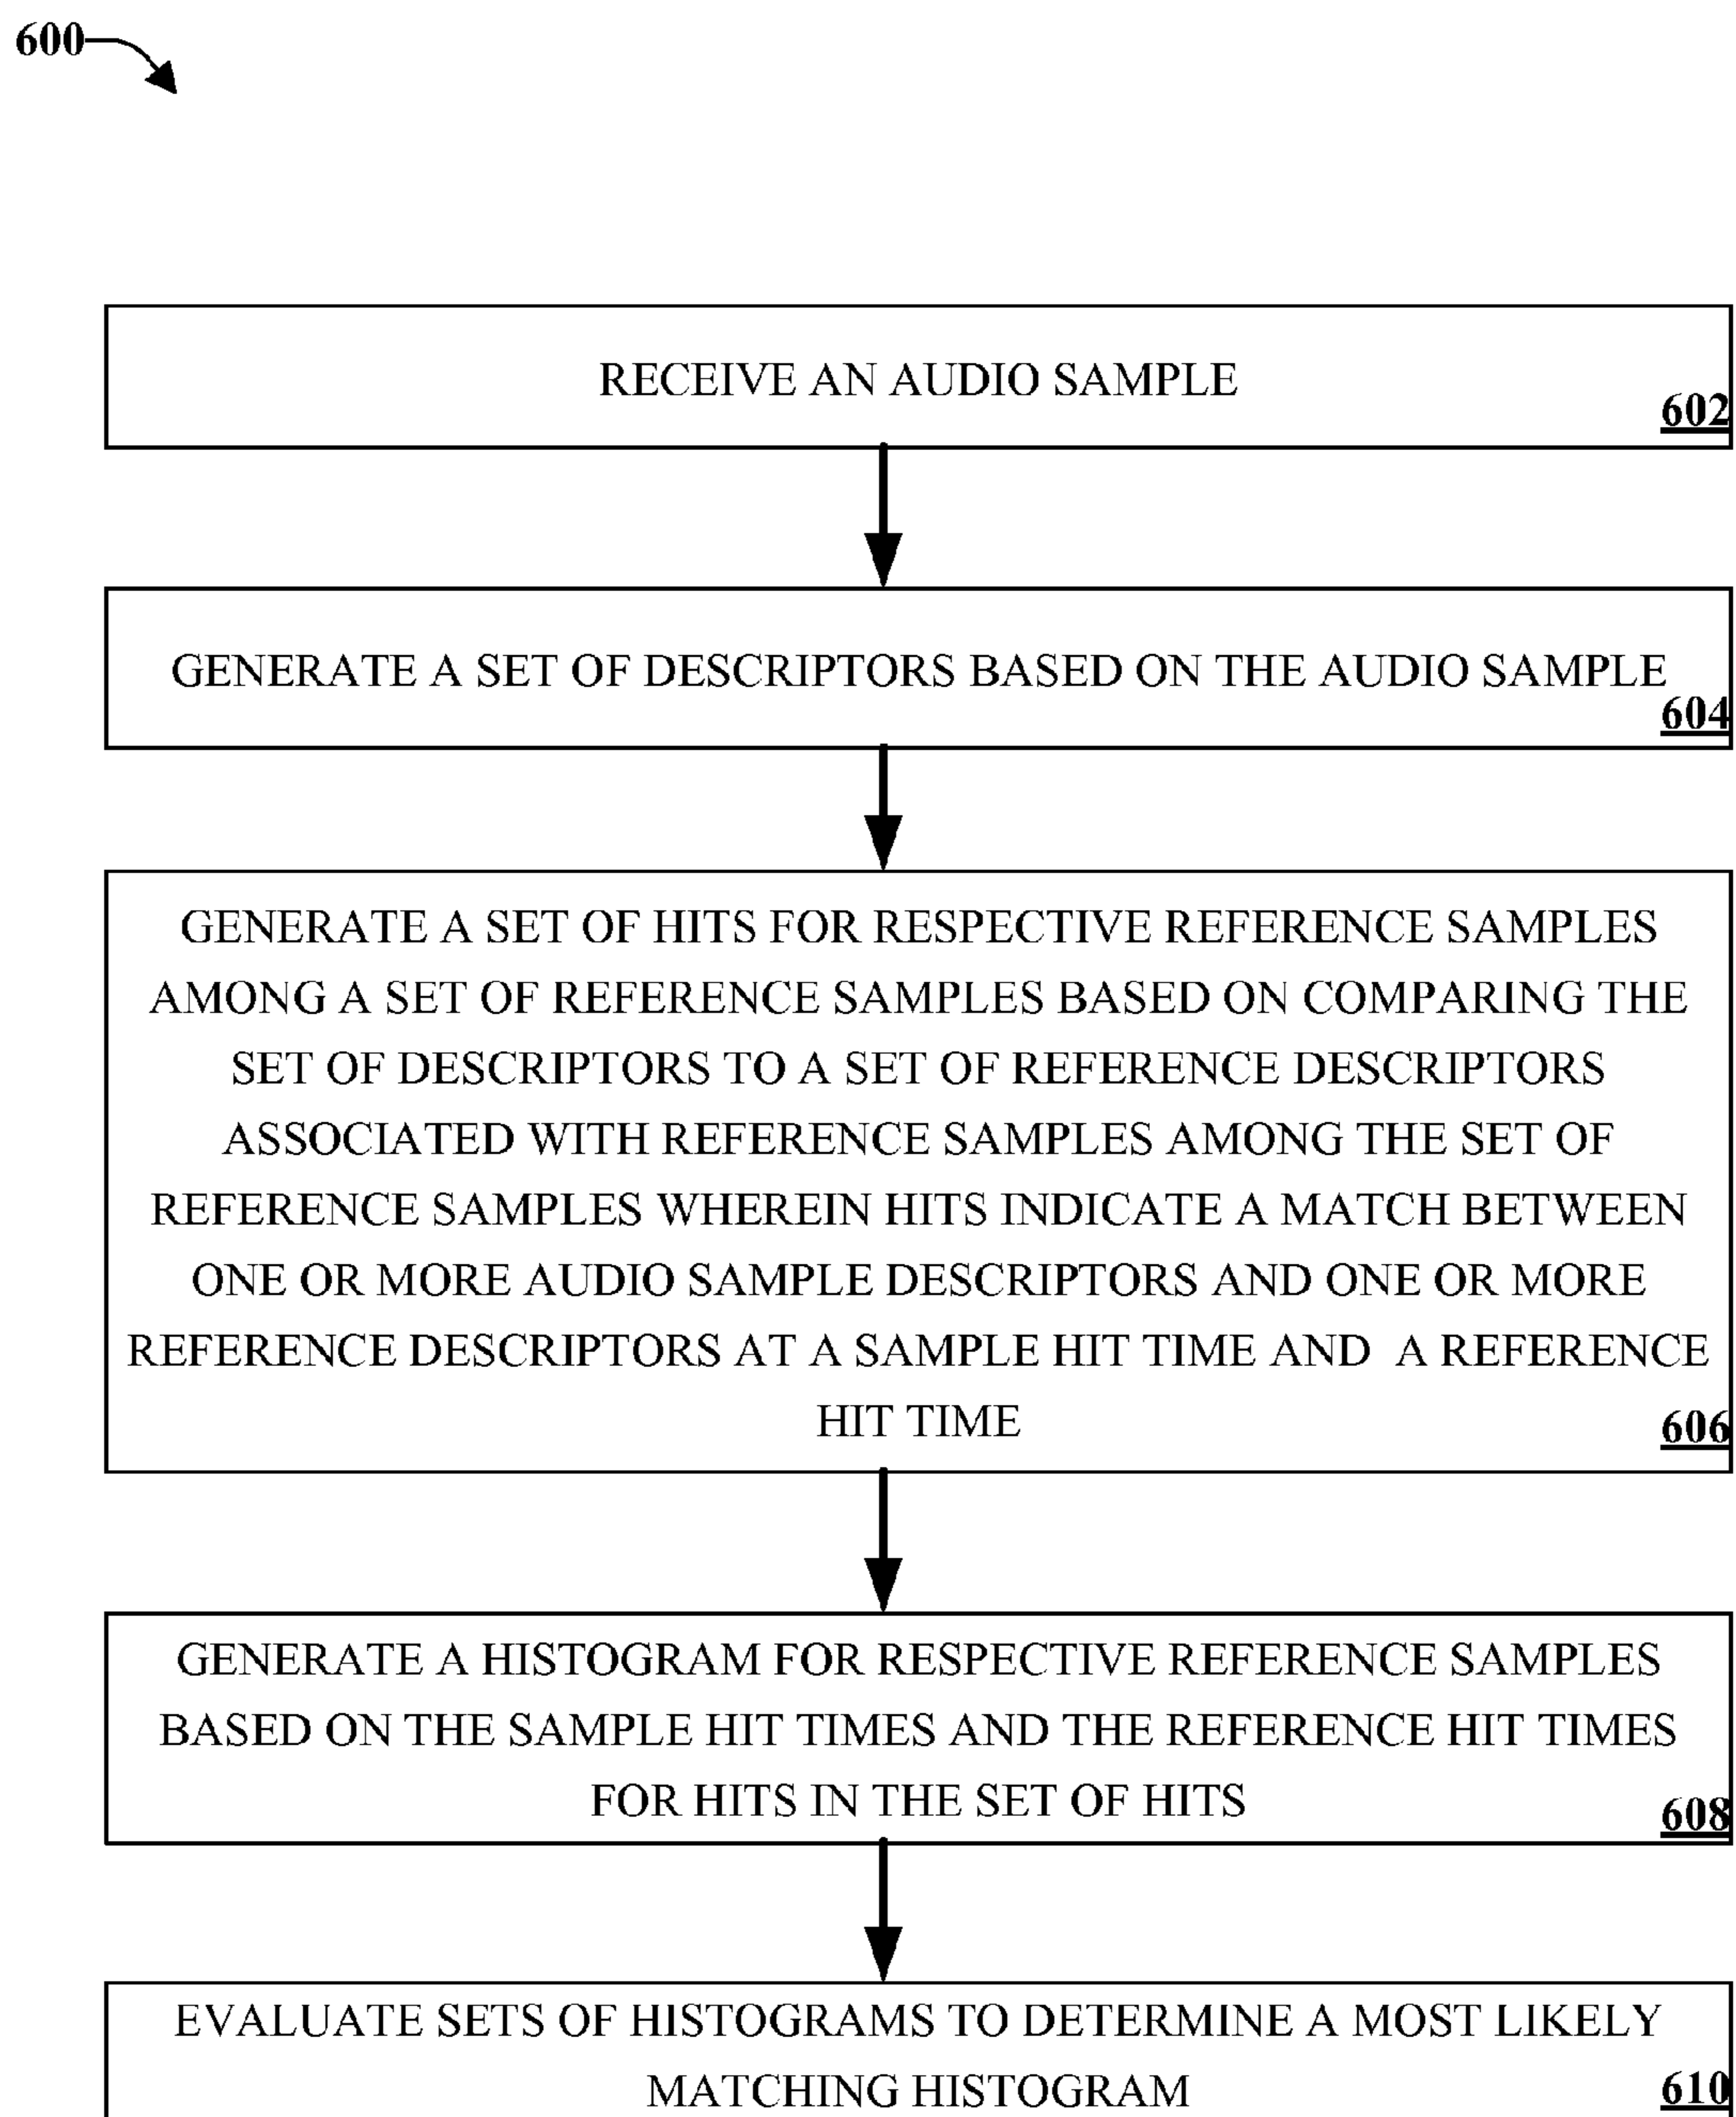 600
RECEIVE AN AUDIO SAMPLE
602
GENERATE A SET OF DESCRIPTORS BASED ON THE AUDIO SAMPLE
604
GENERATE A SET OF HITS FOR RESPECTIVE REFERENCE SAMPLES
AMONG A SET OF REFERENCE SAMPLES BASED ON COMPARING THE
SET OF DESCRIPTORS TO A SET OF REFERENCE DESCRIPTORS
ASSOCIATED WITH REFERENCE SAMPLES AMONG THE SET OF
REFERENCE SAMPLES WHEREIN HITS INDICATE A MATCH BETWEEN
ONE OR MORE AUDIO SAMPLE DESCRIPTORS AND ONE OR MORE
REFERENCE DESCRIPTORS AT A SAMPLE HIT TIME AND A REFERENCE
HIT TIME
606
GENERATE A HISTOGRAM FOR RESPECTIVE REFERENCE SAMPLES
BASED ON THE SAMPLE HIT TIMES AND THE REFERENCE HIT TIMES
FOR HITS IN THE SET OF HITS
608
EVALUATE SETS OF HISTOGRAMS TO DETERMINE A MOST LIKELY
MATCHING HISTOGRAM
610